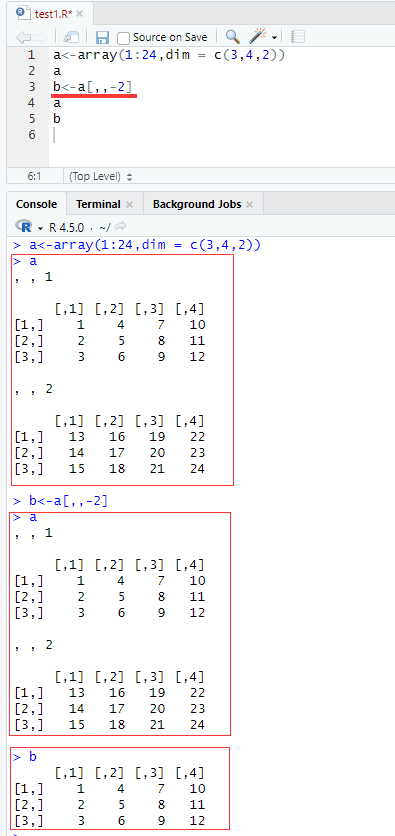 test1.R* ×
Source on Save
1 a<-array(1:24,dim = c(3,4,2))
2 a
3 b<-a[,,-2]
4 a
5 b
6
6:1 (Top Level)
Console Terminal × Background Jobs ×
R R 4.5.0 · ~/
> a<-array(1:24,dim = c(3,4,2))
> a
, , 1
[,1] [,2] [,3] [,4]
[1,] 1 4 7 10
[2,] 2 5 8 11
[3,] 3 6 9 12
, , 2
[,1] [,2] [,3] [,4]
[1,] 13 16 19 22
[2,] 14 17 20 23
[3,] 15 18 21 24
> b<-a[,,-2]
> a
, , 1
[,1] [,2] [,3] [,4]
[1,] 1 4 7 10
[2,] 2 5 8 11
[3,] 3 6 9 12
, , 2
[,1] [,2] [,3] [,4]
[1,] 13 16 19 22
[2,] 14 17 20 23
[3,] 15 18 21 24
> b
[,1] [,2] [,3] [,4]
[1,] 1 4 7 10
[2,] 2 5 8 11
[3,] 3 6 9 12